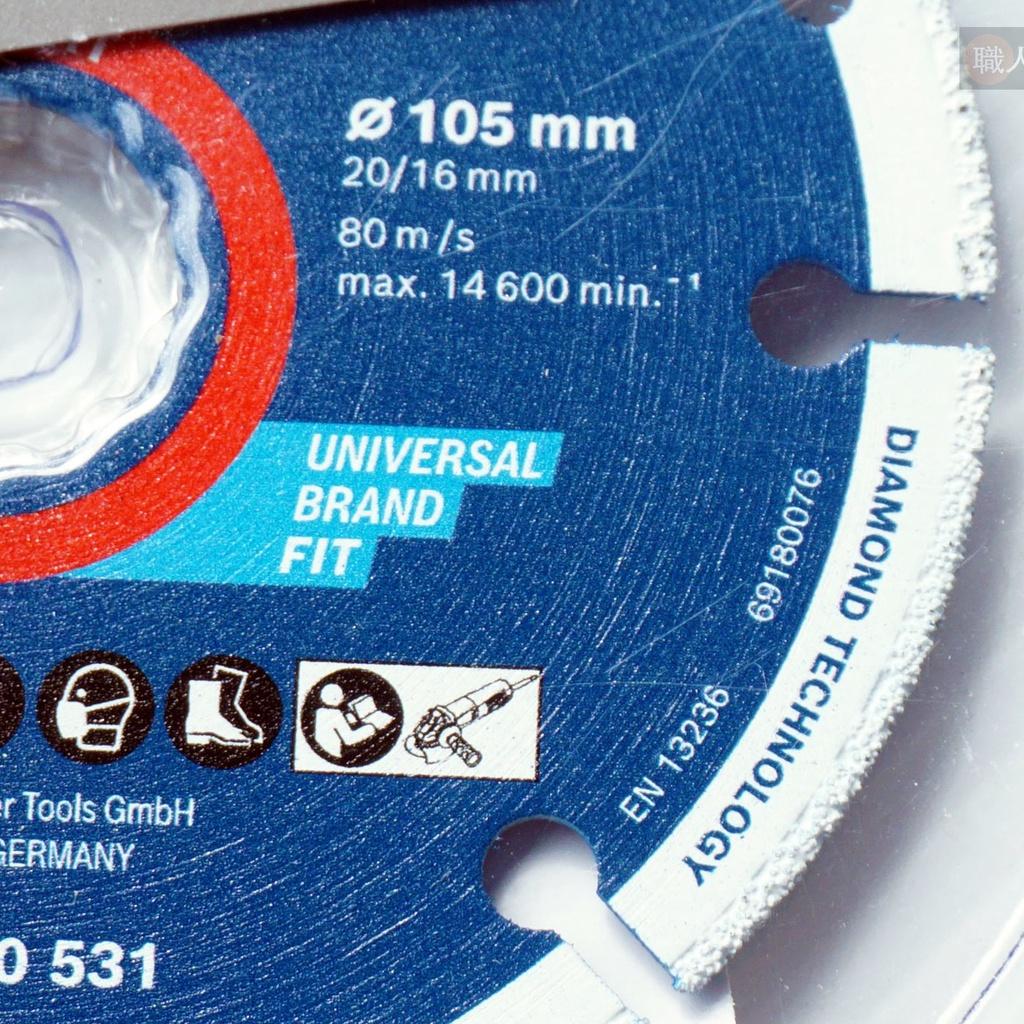 職人
Ø 105 mm
20/16 mm
80 m/s
max. 14 600 min.⁻¹
UNIVERSAL
BRAND
FIT
DIAMOND TECHNOLOGY
69180076
EN 13236
er Tools GmbH
GERMANY
0 531